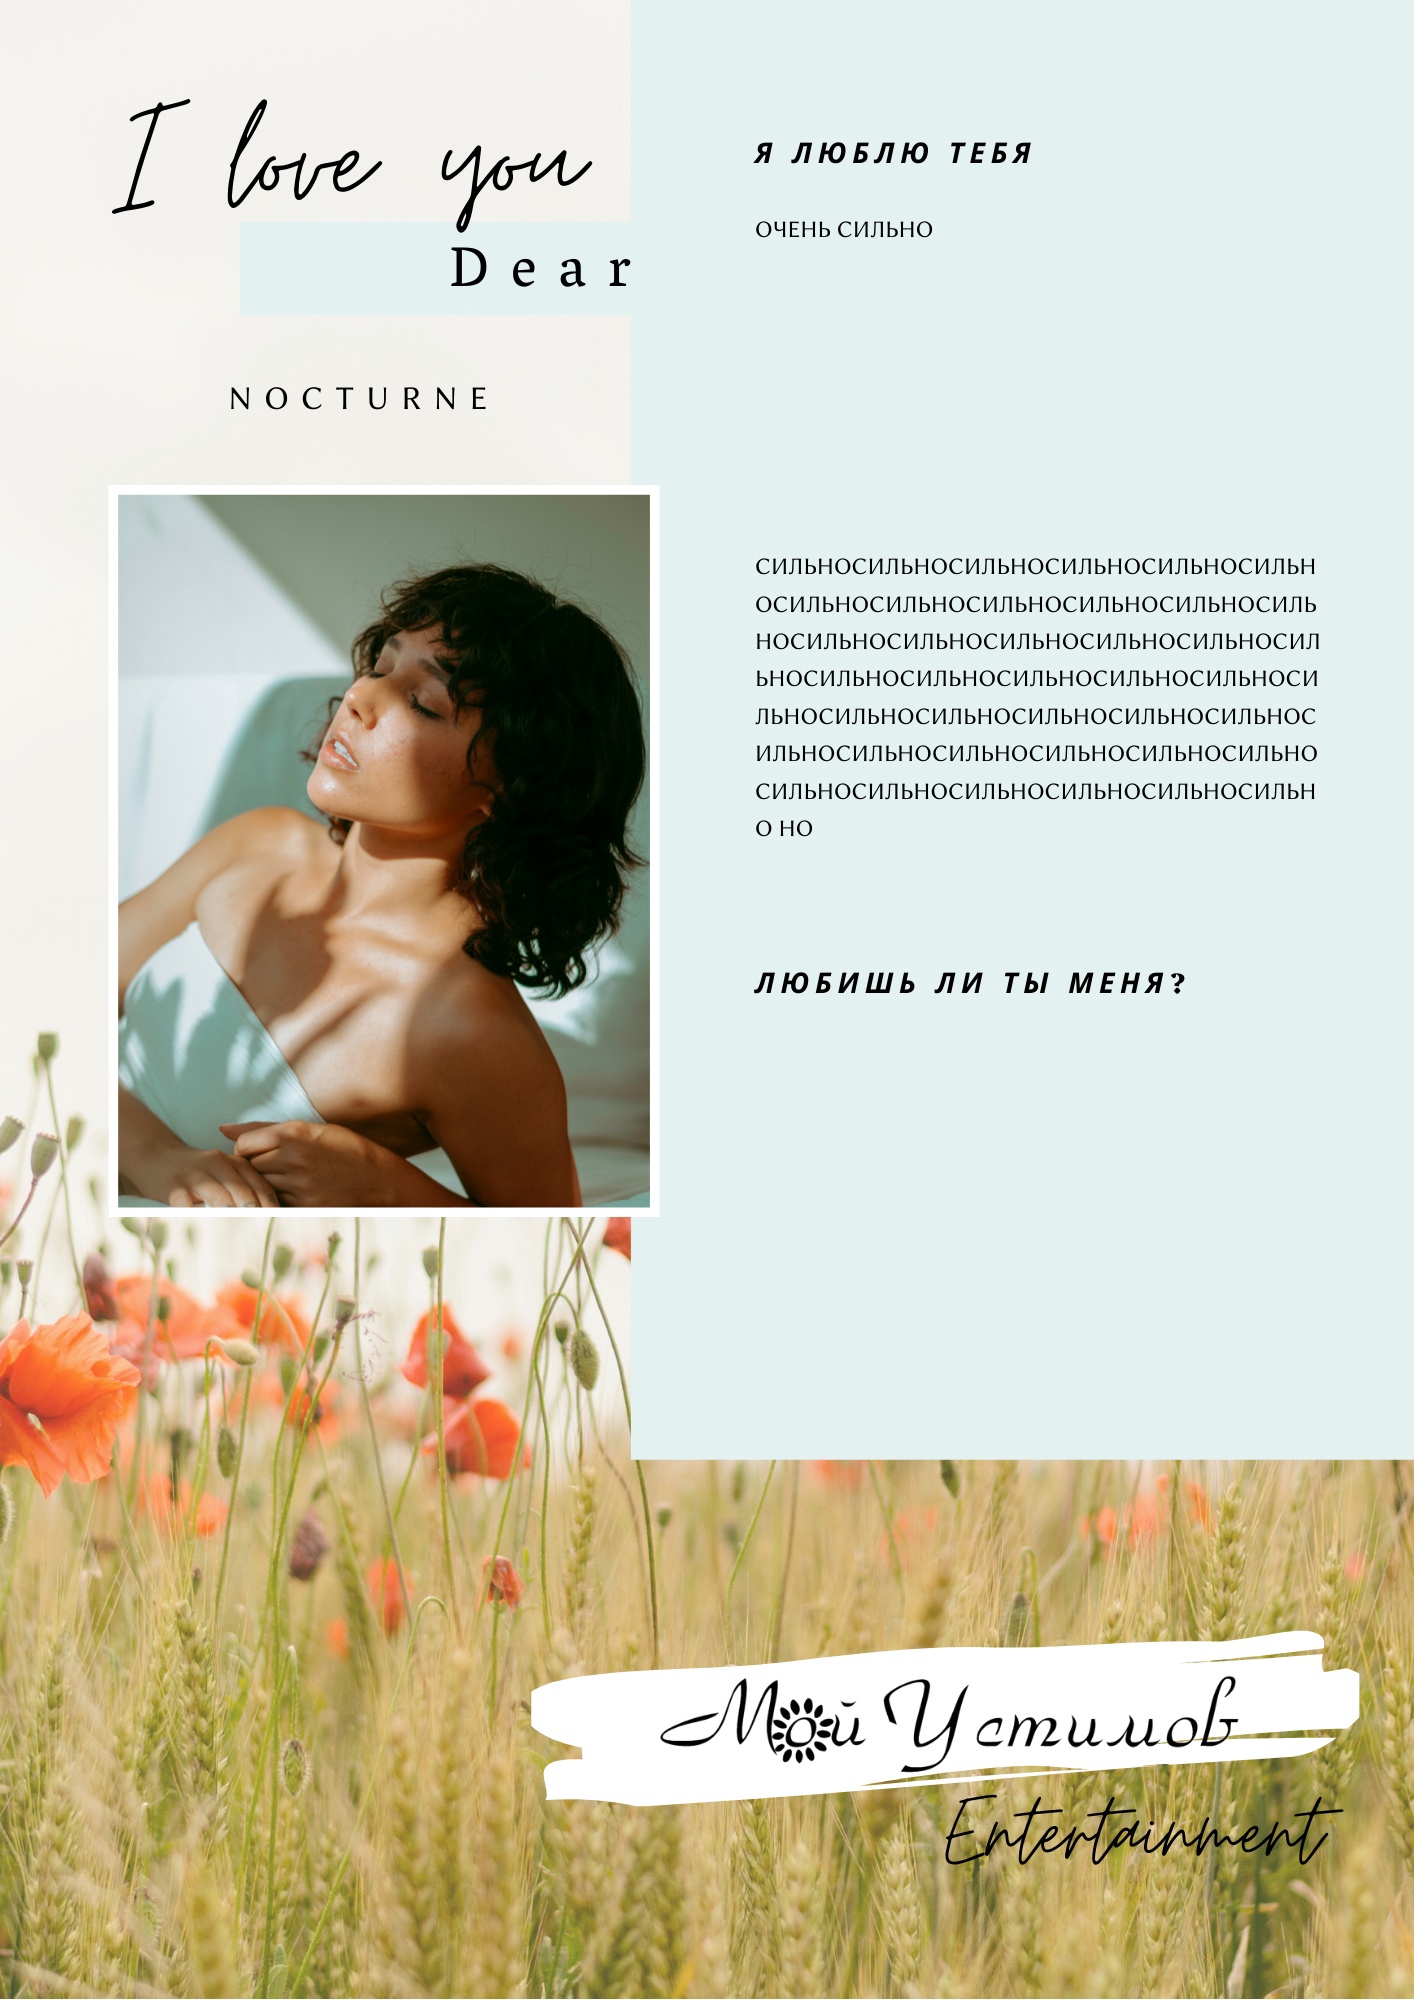 I love you
Dear
NOCTURNE
Я ЛЮБЛЮ ТЕБЯ
ОЧЕНЬ СИЛЬНО
СИЛЬНОСИЛЬНОСИЛЬНОСИЛЬНОСИЛЬНОСИЛЬН
ОСИЛЬНОСИЛЬНОСИЛЬНОСИЛЬНОСИЛЬНОСИЛЬ
НОСИЛЬНОСИЛЬНОСИЛЬНОСИЛЬНОСИЛЬНОСИЛ
ЬНОСИЛЬНОСИЛЬНОСИЛЬНОСИЛЬНОСИЛЬНОСИ
ЛЬНОСИЛЬНОСИЛЬНОСИЛЬНОСИЛЬНОСИЛЬНОС
ИЛЬНОСИЛЬНОСИЛЬНОСИЛЬНОСИЛЬНОСИЛЬНО
СИЛЬНОСИЛЬНОСИЛЬНОСИЛЬНОСИЛЬНОСИЛЬН
О НО
ЛЮБИШЬ ЛИ ТЫ МЕНЯ?
Мой Устимов
Entertainment